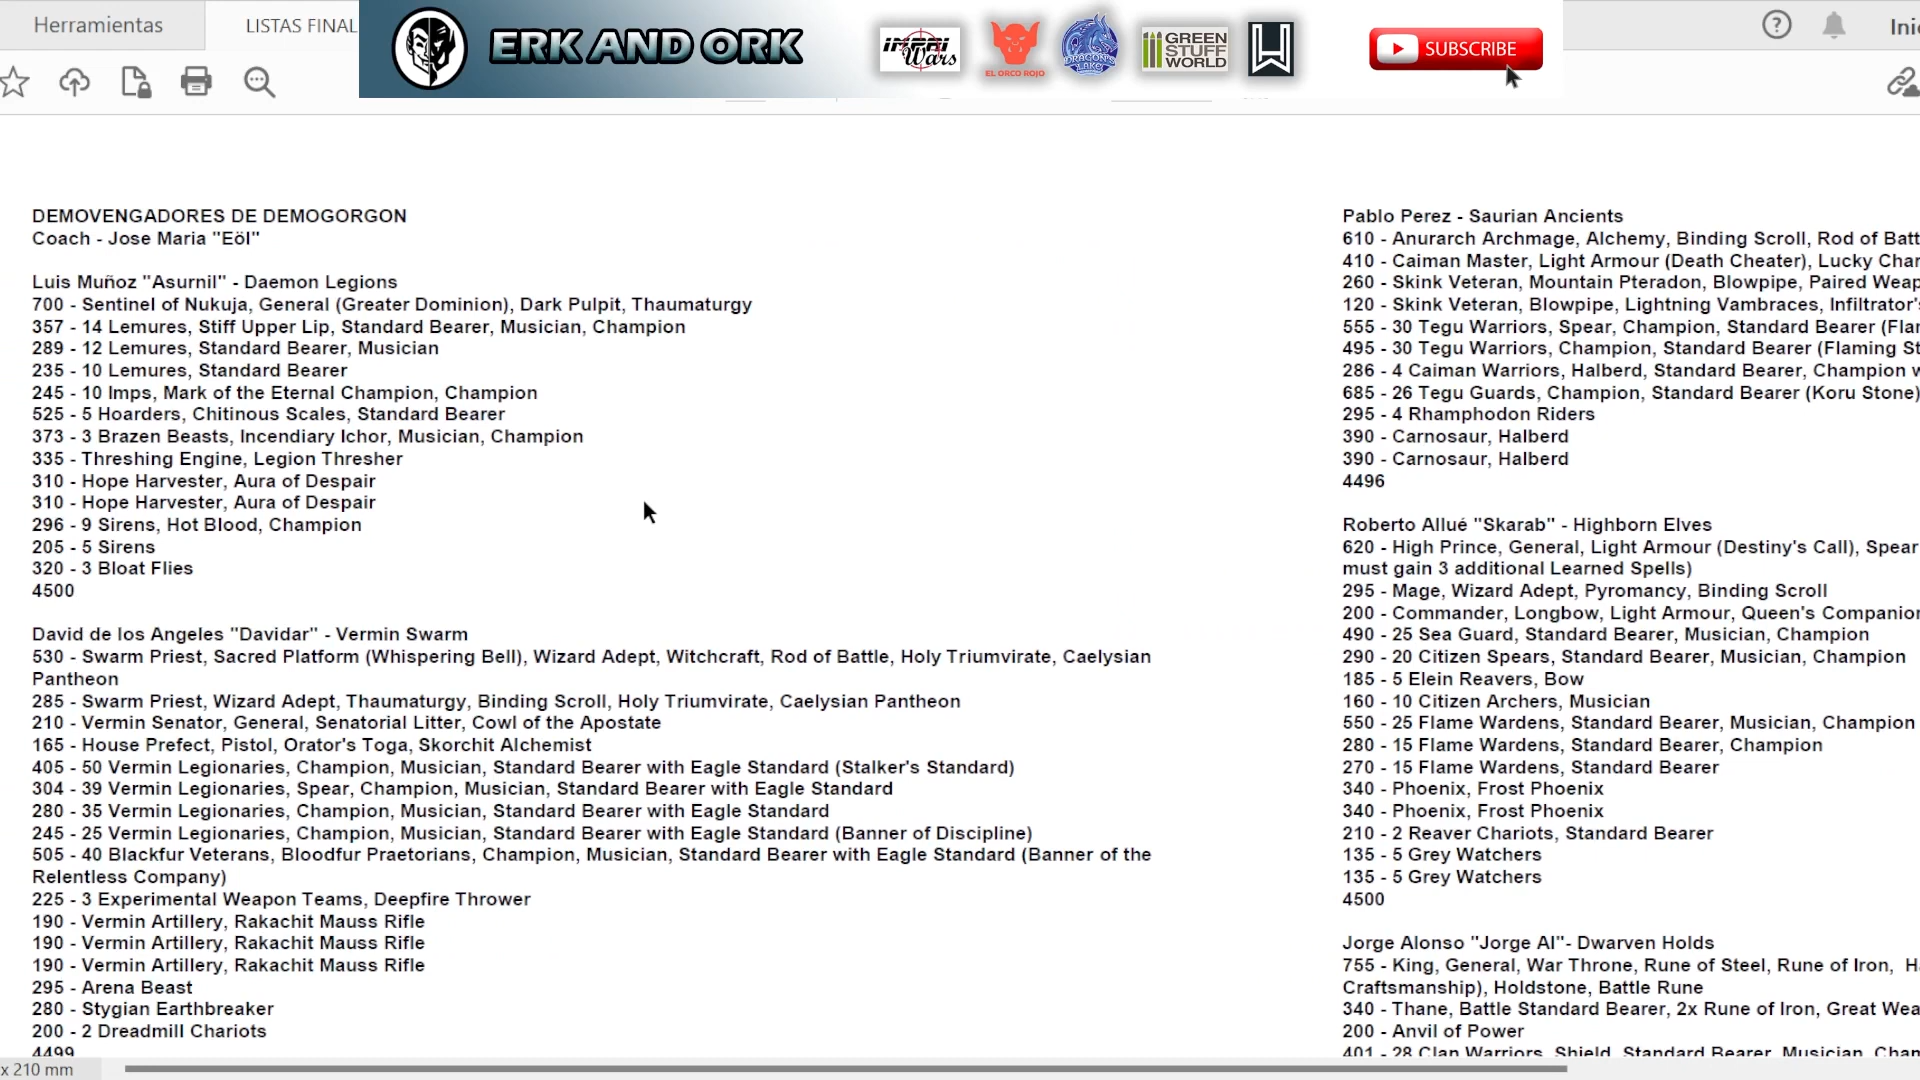 Herramientas
LISTAS FINAL
ERK AND ORK
IMPRI Wars
EL ORCO ROJO
DRAGON'S LAKE
GREEN STUFF WORLD
SUBSCRIBE
DEMOVENGADORES DE DEMOGORGON
Coach - Jose Maria "Eöl"
Luis Muñoz "Asurnil" - Daemon Legions
700 - Sentinel of Nukuja, General (Greater Dominion), Dark Pulpit, Thaumaturgy
357 - 14 Lemures, Stiff Upper Lip, Standard Bearer, Musician, Champion
289 - 12 Lemures, Standard Bearer, Musician
235 - 10 Lemures, Standard Bearer
245 - 10 Imps, Mark of the Eternal Champion, Champion
525 - 5 Hoarders, Chitinous Scales, Standard Bearer
373 - 3 Brazen Beasts, Incendiary Ichor, Musician, Champion
335 - Threshing Engine, Legion Thresher
310 - Hope Harvester, Aura of Despair
310 - Hope Harvester, Aura of Despair
296 - 9 Sirens, Hot Blood, Champion
205 - 5 Sirens
320 - 3 Bloat Flies
4500
David de los Angeles "Davidar" - Vermin Swarm
530 - Swarm Priest, Sacred Platform (Whispering Bell), Wizard Adept, Witchcraft, Rod of Battle, Holy Triumvirate, Caelysian
Pantheon
285 - Swarm Priest, Wizard Adept, Thaumaturgy, Binding Scroll, Holy Triumvirate, Caelysian Pantheon
210 - Vermin Senator, General, Senatorial Litter, Cowl of the Apostate
165 - House Prefect, Pistol, Orator's Toga, Skorchit Alchemist
405 - 50 Vermin Legionaries, Champion, Musician, Standard Bearer with Eagle Standard (Stalker's Standard)
304 - 39 Vermin Legionaries, Spear, Champion, Musician, Standard Bearer with Eagle Standard
280 - 35 Vermin Legionaries, Champion, Musician, Standard Bearer with Eagle Standard
245 - 25 Vermin Legionaries, Champion, Musician, Standard Bearer with Eagle Standard (Banner of Discipline)
505 - 40 Blackfur Veterans, Bloodfur Praetorians, Champion, Musician, Standard Bearer with Eagle Standard (Banner of the
Relentless Company)
225 - 3 Experimental Weapon Teams, Deepfire Thrower
190 - Vermin Artillery, Rakachit Mauss Rifle
190 - Vermin Artillery, Rakachit Mauss Rifle
190 - Vermin Artillery, Rakachit Mauss Rifle
295 - Arena Beast
280 - Stygian Earthbreaker
200 - 2 Dreadmill Chariots
4499
Pablo Perez - Saurian Ancients
610 - Anurarch Archmage, Alchemy, Binding Scroll, Rod of Batt
410 - Caiman Master, Light Armour (Death Cheater), Lucky Char
260 - Skink Veteran, Mountain Pteradon, Blowpipe, Paired Weap
120 - Skink Veteran, Blowpipe, Lightning Vambraces, Infiltrator's
555 - 30 Tegu Warriors, Spear, Champion, Standard Bearer (Flam
495 - 30 Tegu Warriors, Champion, Standard Bearer (Flaming St
286 - 4 Caiman Warriors, Halberd, Standard Bearer, Champion w
685 - 26 Tegu Guards, Champion, Standard Bearer (Koru Stone)
295 - 4 Rhamphodon Riders
390 - Carnosaur, Halberd
390 - Carnosaur, Halberd
4496
Roberto Allué "Skarab" - Highborn Elves
620 - High Prince, General, Light Armour (Destiny's Call), Spear
must gain 3 additional Learned Spells)
295 - Mage, Wizard Adept, Pyromancy, Binding Scroll
200 - Commander, Longbow, Light Armour, Queen's Companion
490 - 25 Sea Guard, Standard Bearer, Musician, Champion
290 - 20 Citizen Spears, Standard Bearer, Musician, Champion
185 - 5 Elein Reavers, Bow
160 - 10 Citizen Archers, Musician
550 - 25 Flame Wardens, Standard Bearer, Musician, Champion
280 - 15 Flame Wardens, Standard Bearer, Champion
270 - 15 Flame Wardens, Standard Bearer
340 - Phoenix, Frost Phoenix
340 - Phoenix, Frost Phoenix
210 - 2 Reaver Chariots, Standard Bearer
135 - 5 Grey Watchers
135 - 5 Grey Watchers
4500
Jorge Alonso "Jorge Al"- Dwarven Holds
755 - King, General, War Throne, Rune of Steel, Rune of Iron, H
Craftsmanship), Holdstone, Battle Rune
340 - Thane, Battle Standard Bearer, 2x Rune of Iron, Great Wea
200 - Anvil of Power
401 - 28 Clan Warriors, Shield, Standard Bearer, Musician, Cham
x 210 mm